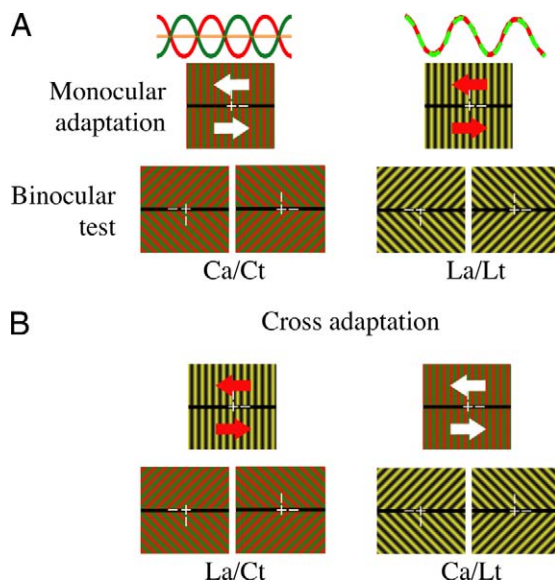 A
Monocular
adaptation
Binocular
test
Ca/Ct
La/Lt
B
Cross adaptation
La/Ct
Ca/Lt